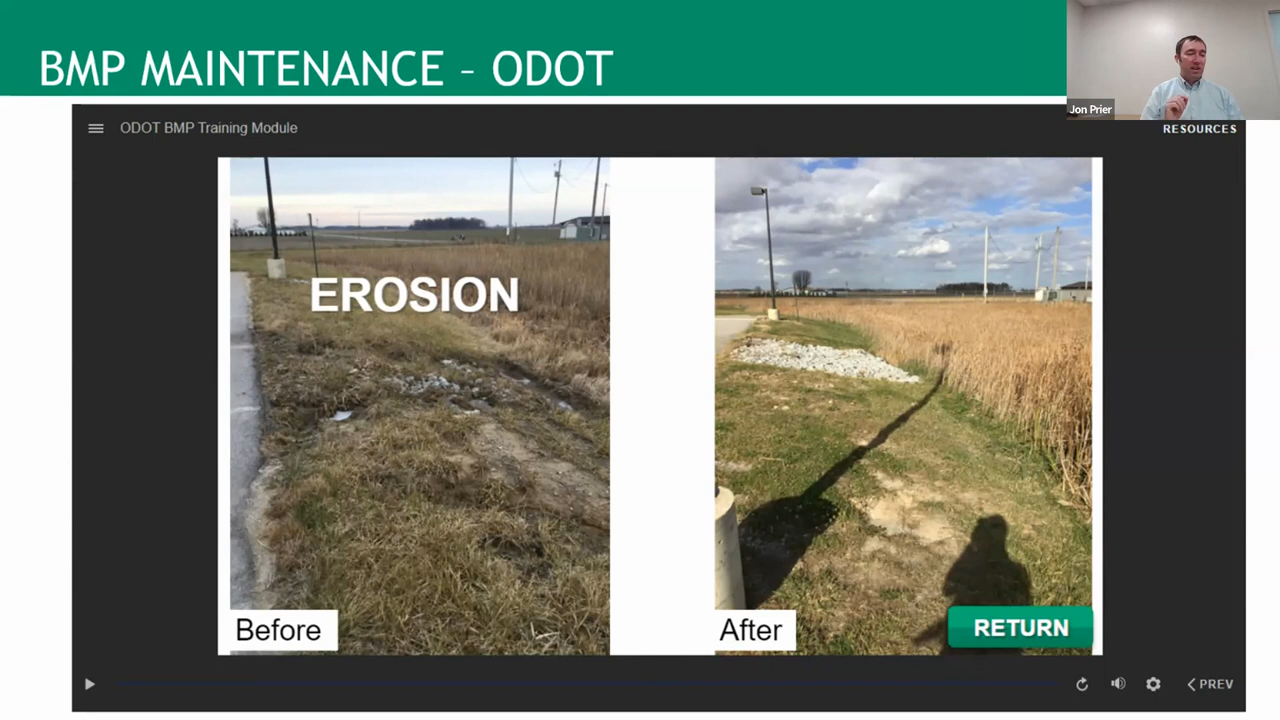 BMP MAINTENANCE – ODOT
Jon Prier
ODOT BMP Training Module
RESOURCES
EROSION
Before
After
RETURN
PREV